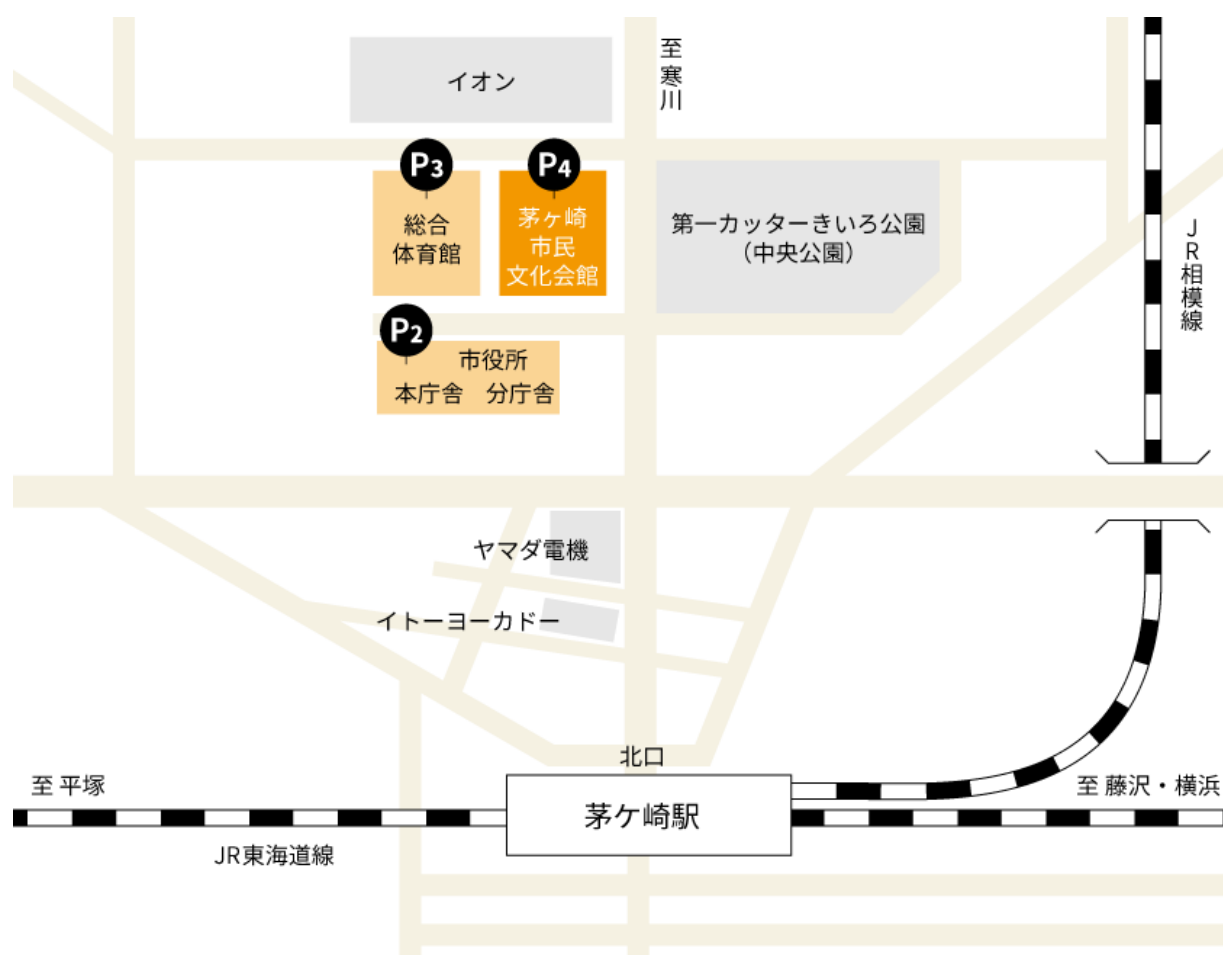 イオン
至寒川
P3
P4
総合
体育館
茅ヶ崎
市民
文化会館
第一カッターきいろ公園
（中央公園）
JR相模線
P2
市役所
本庁舎 分庁舎
ヤマダ電機
イトーヨーカドー
北口
至 平塚
茅ケ崎駅
至 藤沢・横浜
JR東海道線